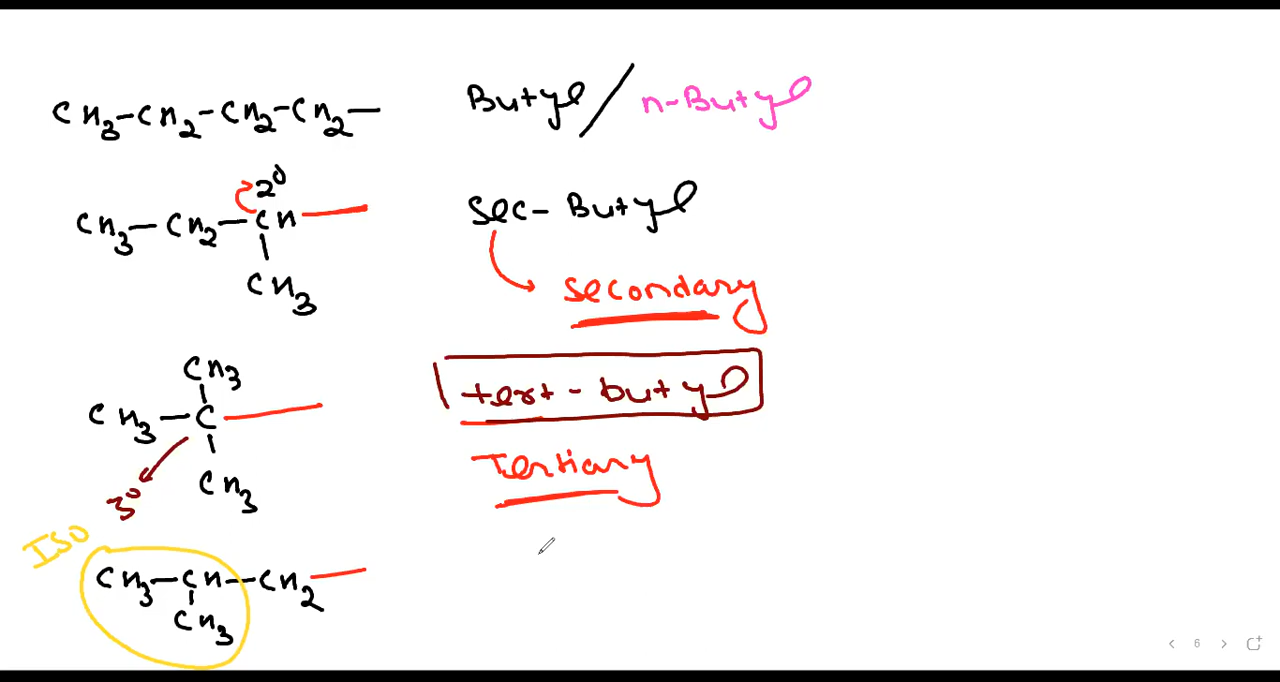 CH3-CH2-CH2-CH2- Butyl/n-Butyl
2°
CH3-CH2-CH- sec-Butyl
CH3
secondary
CH3
CH3-C- tert-butyl
Tertiary
CH3
3°
Iso
CH3-CH-CH2-
CH3
6